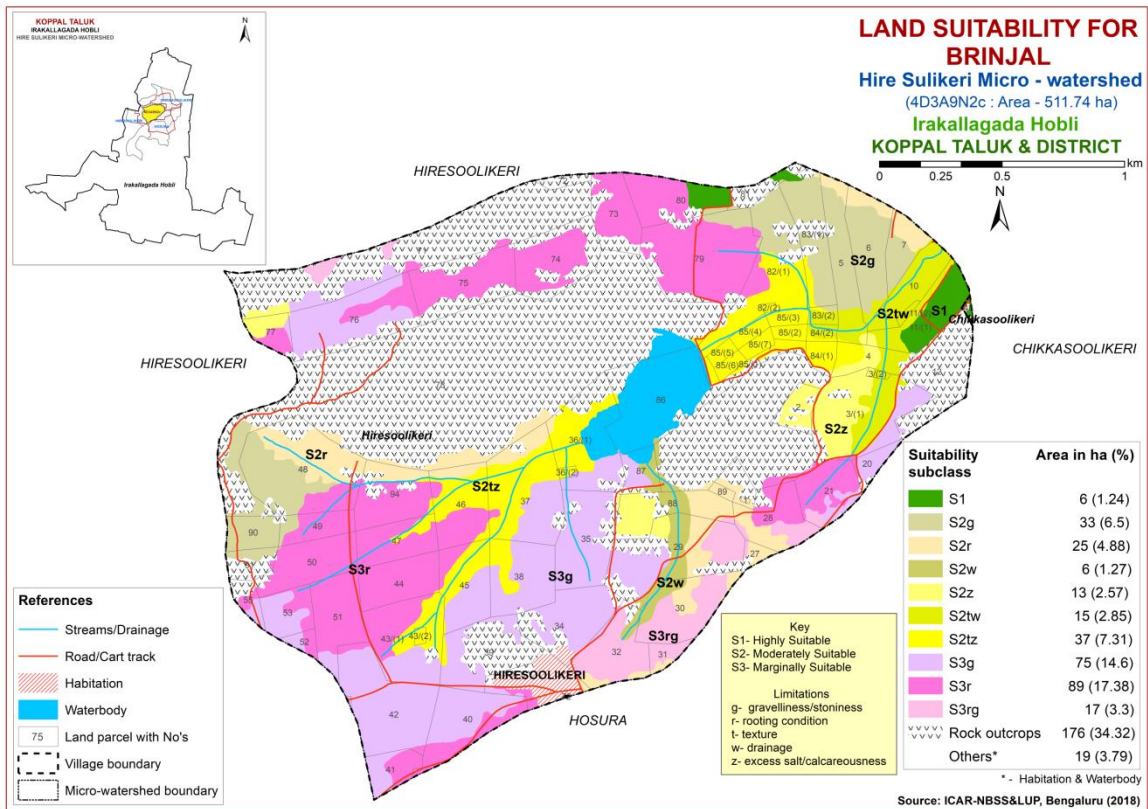 KOPPAL TALUK
IRAKALLAGADA HOBLI
HIRE SULIKERI MICRO-WATERSHED
N
Irakallagada Hobli
LAND SUITABILITY FOR
BRINJAL
Hire Sulikeri Micro - watershed
(4D3A9N2c : Area - 511.74 ha)
Irakallagada Hobli
KOPPAL TALUK & DISTRICT
km
0 0.25 0.5 1
N
HIRESOOLIKERI
72
80
73
83/(1)
6
7
71
74
79
5
S2g
82/(1)
75
10
82/(2)
S2tw
S1
76
85/(3)
83/(2)
11/(1)
Chikkasoolikeri
77
85/(4)
85/(2)
84/(2)
85/(7)
CHIKKASOOLIKERI
HIRESOOLIKERI
85/(5)
84/(1)
4
85/(6)
3/(2)
78
86
2
3/(1)
S2z
Hiresoolikeri
36/(1)
S2r
48
36/(2)
87
20
94
S2tz
89
21
46
37
88
49
28
90
47
35
29
27
50
S3r
44
S3g
S2w
45
38
30
53
51
34
S3rg
52
43/(1)
43/(2)
32
31
39
HIRESOOLIKERI
42
40
HOSURA
41
References
Streams/Drainage
Road/Cart track
Habitation
Waterbody
75 Land parcel with No's
Village boundary
Micro-watershed boundary
Key
S1- Highly Suitable
S2- Moderately Suitable
S3- Marginally Suitable
Limitations
g- gravelliness/stoniness
r- rooting condition
t- texture
w- drainage
z- excess salt/calcareousness
Suitability subclass Area in ha (%)
S1 6 (1.24)
S2g 33 (6.5)
S2r 25 (4.88)
S2w 6 (1.27)
S2z 13 (2.57)
S2tw 15 (2.85)
S2tz 37 (7.31)
S3g 75 (14.6)
S3r 89 (17.38)
S3rg 17 (3.3)
Rock outcrops 176 (34.32)
Others* 19 (3.79)
* - Habitation & Waterbody
Source: ICAR-NBSS&LUP, Bengaluru (2018)